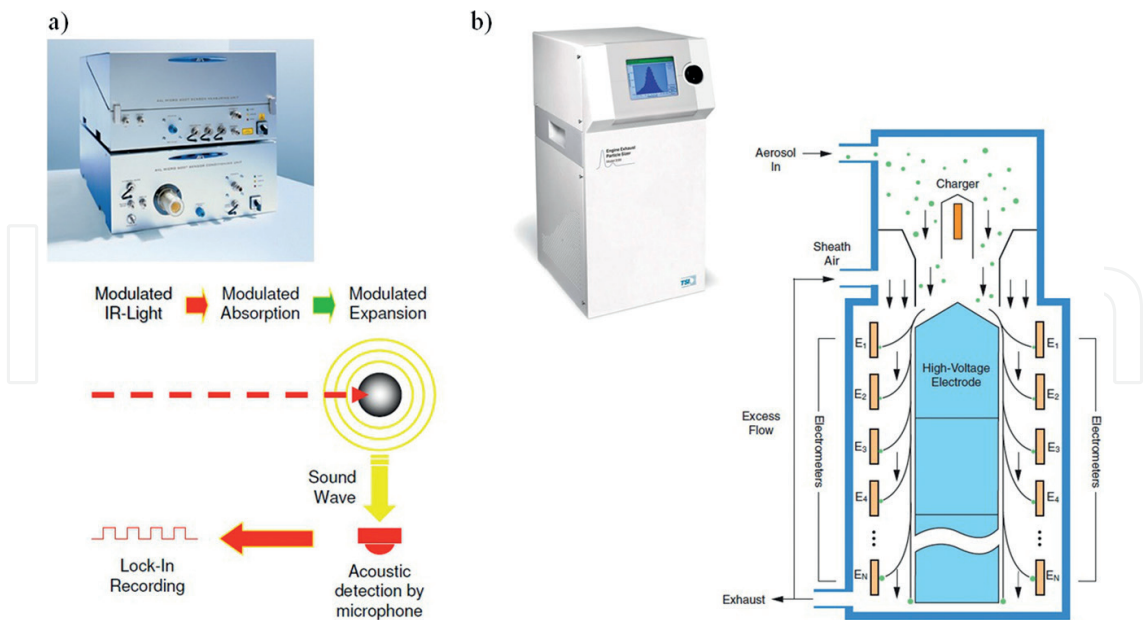 a)
b)
Engine Exhaust
Particle Sizer
TSI
Modulated
IR-Light
Modulated
Absorption
Modulated
Expansion
Sound
Wave
Lock-In
Recording
Acoustic
detection by
microphone
Aerosol
In
Charger
Sheath
Air
High-Voltage
Electrode
Excess
Flow
Electrometers
E1
E2
E3
E4
EN
E1
E2
E3
E4
EN
Electrometers
Exhaust